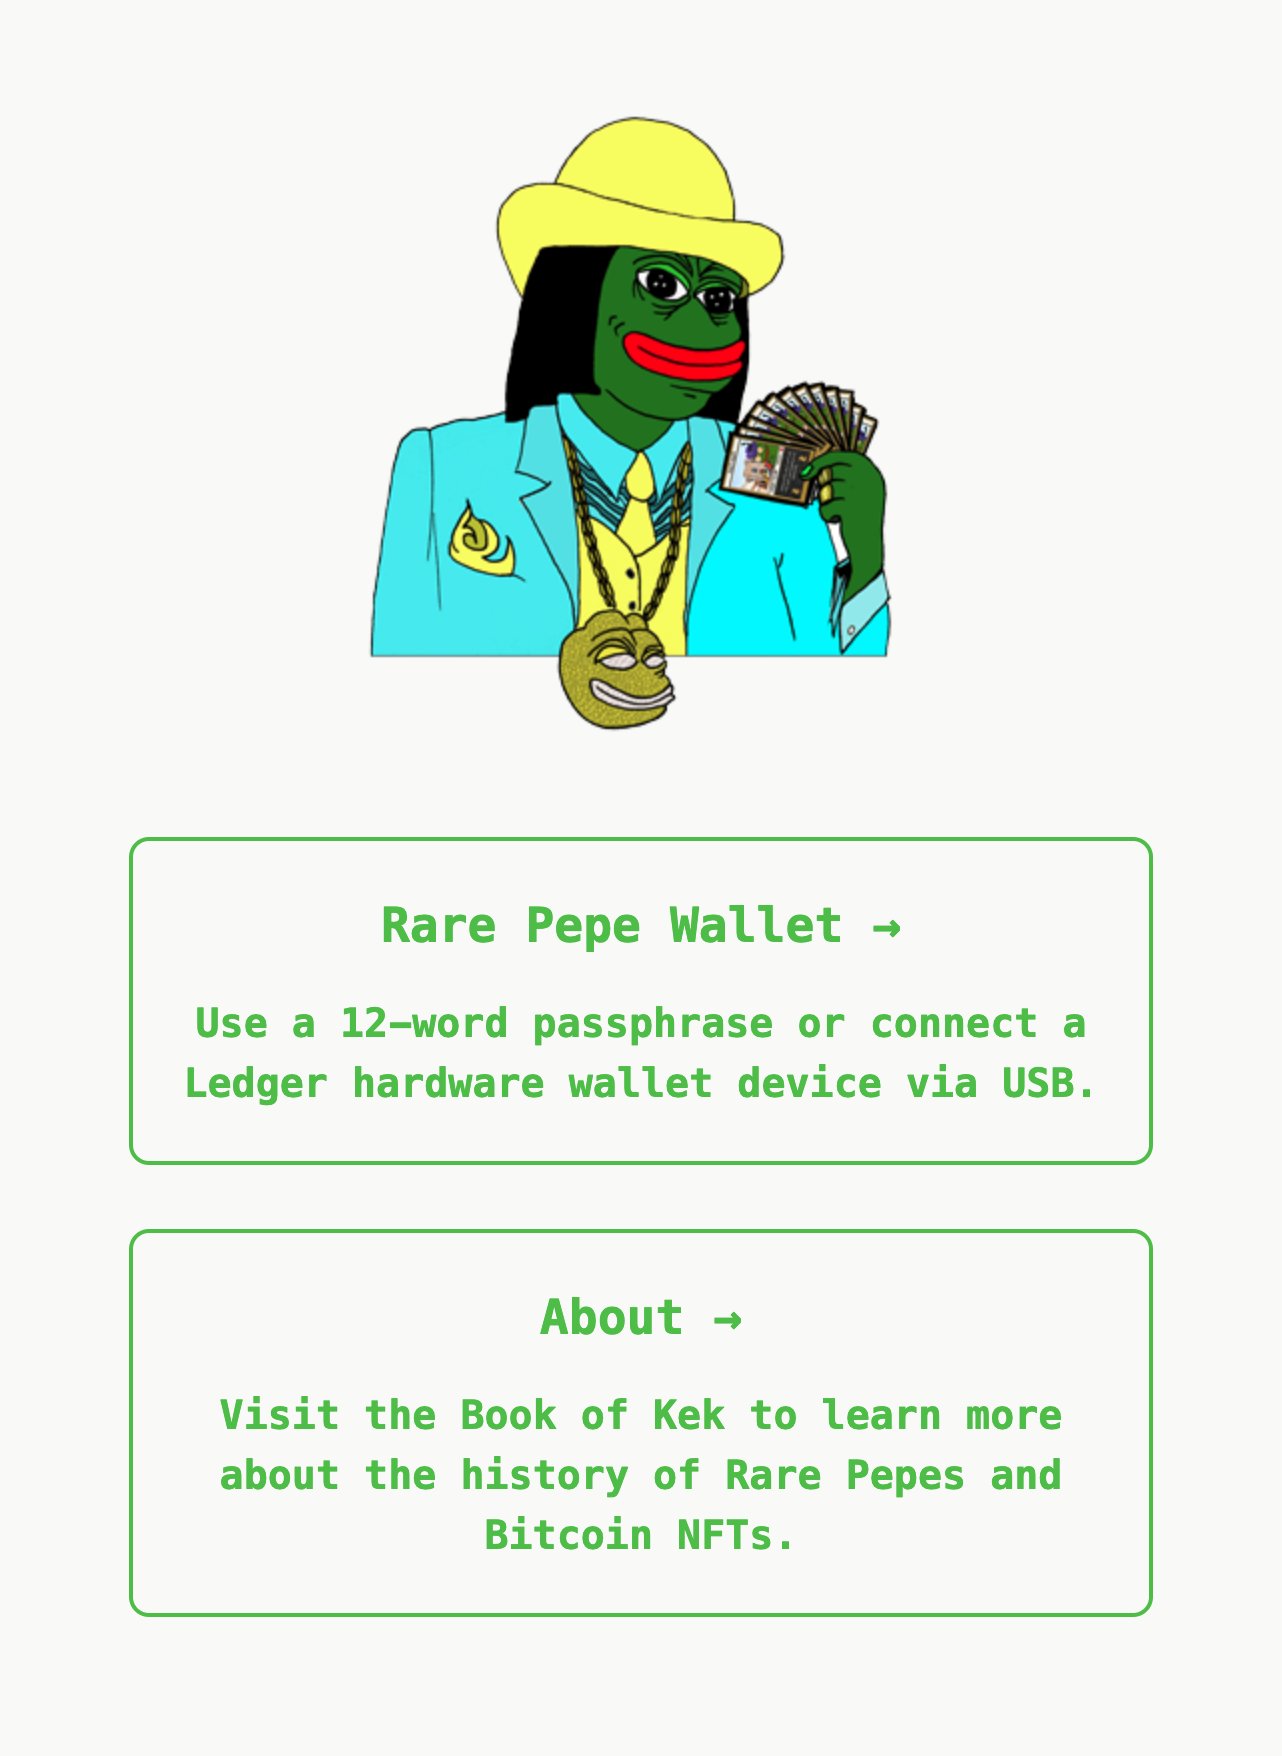 Rare Pepe Wallet →
Use a 12–word passphrase or connect a
Ledger hardware wallet device via USB.
About →
Visit the Book of Kek to learn more
about the history of Rare Pepes and
Bitcoin NFTs.